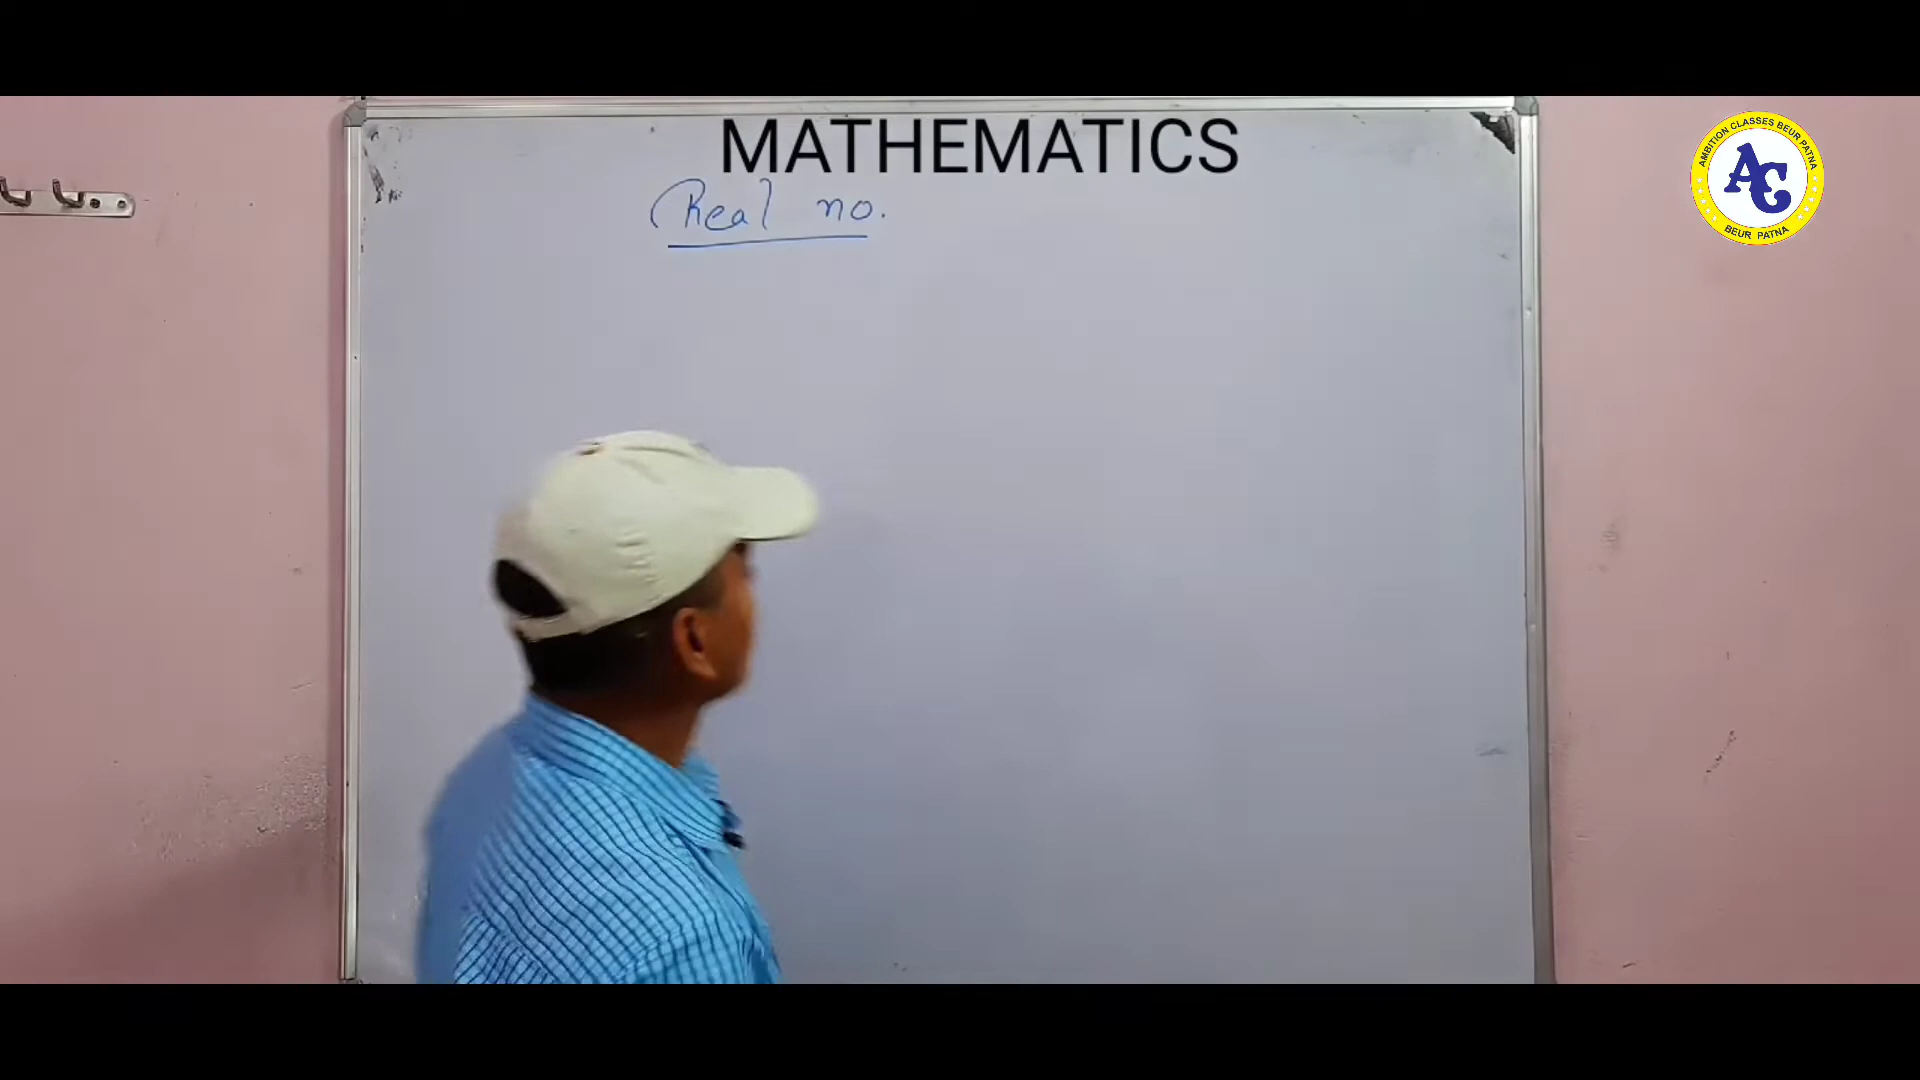 MATHEMATICS
Real no.
AMBITION CLASSES BEUR PATNA
AC
BEUR PATNA